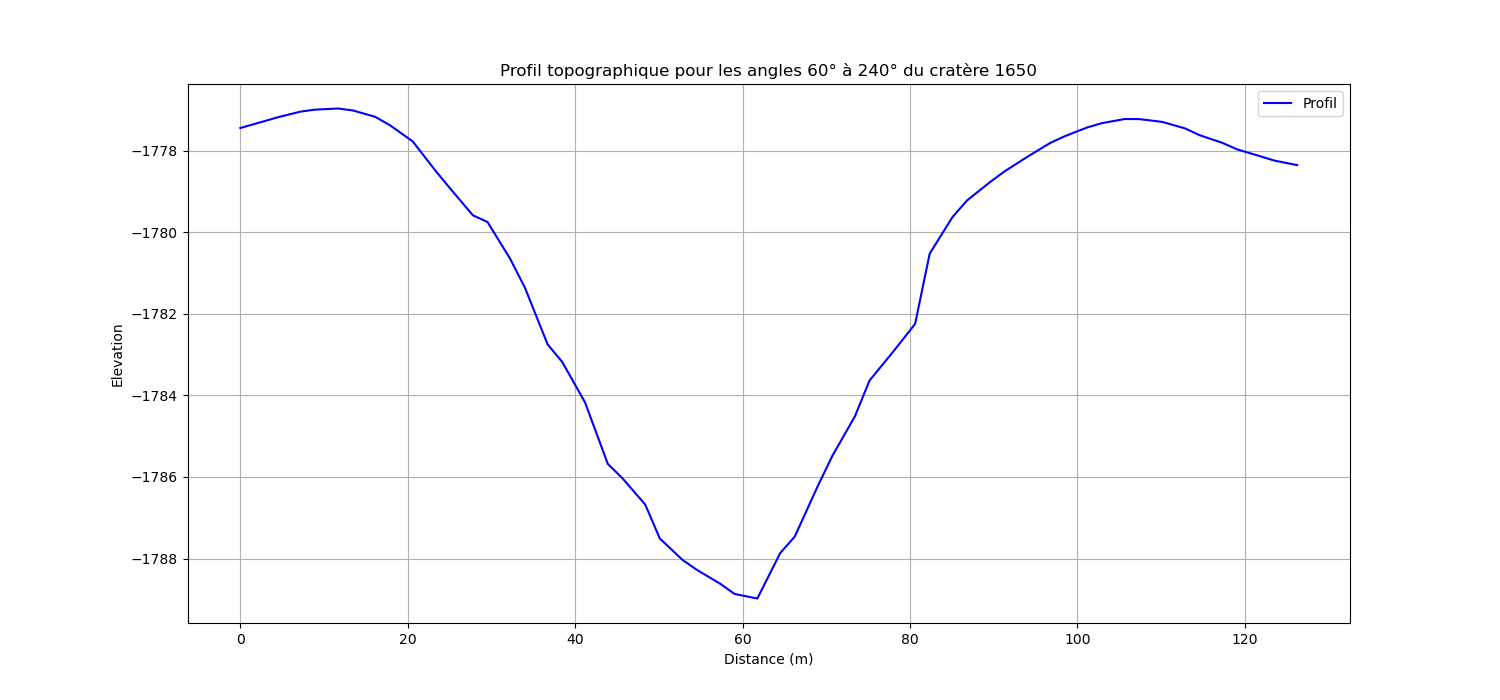 Profil topographique pour les angles 60° à 240° du cratère 1650
Profil
−1778
−1780
−1782
−1784
−1786
−1788
Elevation
0 20 40 60 80 100 120
Distance (m)